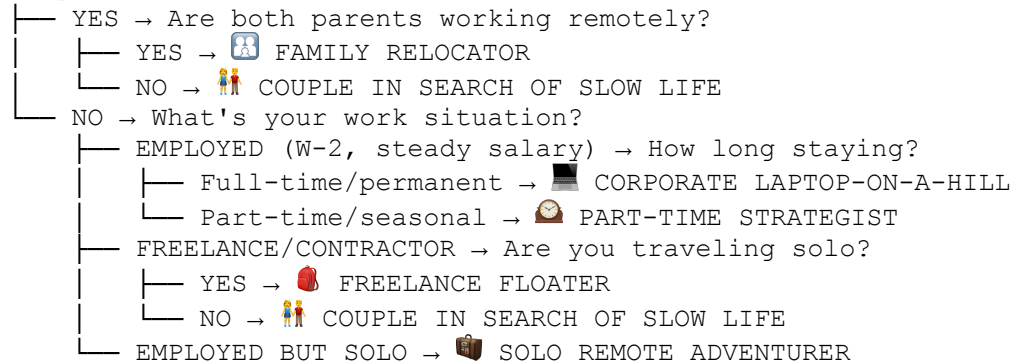 ├── YES → Are both parents working remotely?
│   ├── YES → 👪 FAMILY RELOCATOR
│   └── NO → 👫 COUPLE IN SEARCH OF SLOW LIFE
└── NO → What's your work situation?
    ├── EMPLOYED (W-2, steady salary) → How long staying?
    │   ├── Full-time/permanent → 💻 CORPORATE LAPTOP-ON-A-HILL
    │   └── Part-time/seasonal → 🕰️ PART-TIME STRATEGIST
    ├── FREELANCE/CONTRACTOR → Are you traveling solo?
    │   ├── YES → 🎒 FREELANCE FLOATER
    │   └── NO → 👫 COUPLE IN SEARCH OF SLOW LIFE
    └── EMPLOYED BUT SOLO → 🧳 SOLO REMOTE ADVENTURER